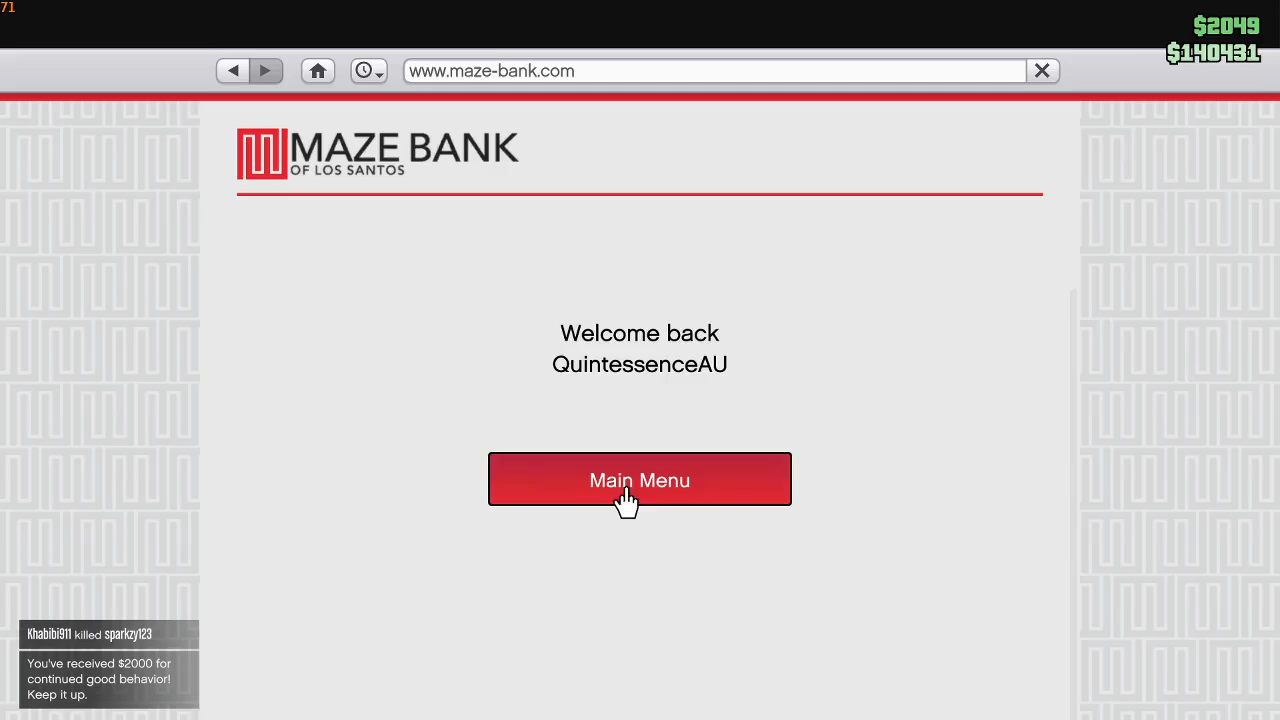 71
$2049
$140431
www.maze-bank.com
MAZE BANK
OF LOS SANTOS
Welcome back
QuintessenceAU
Main Menu
Khabibi911 killed sparkzy123
You've received $2000 for
continued good behavior!
Keep it up.